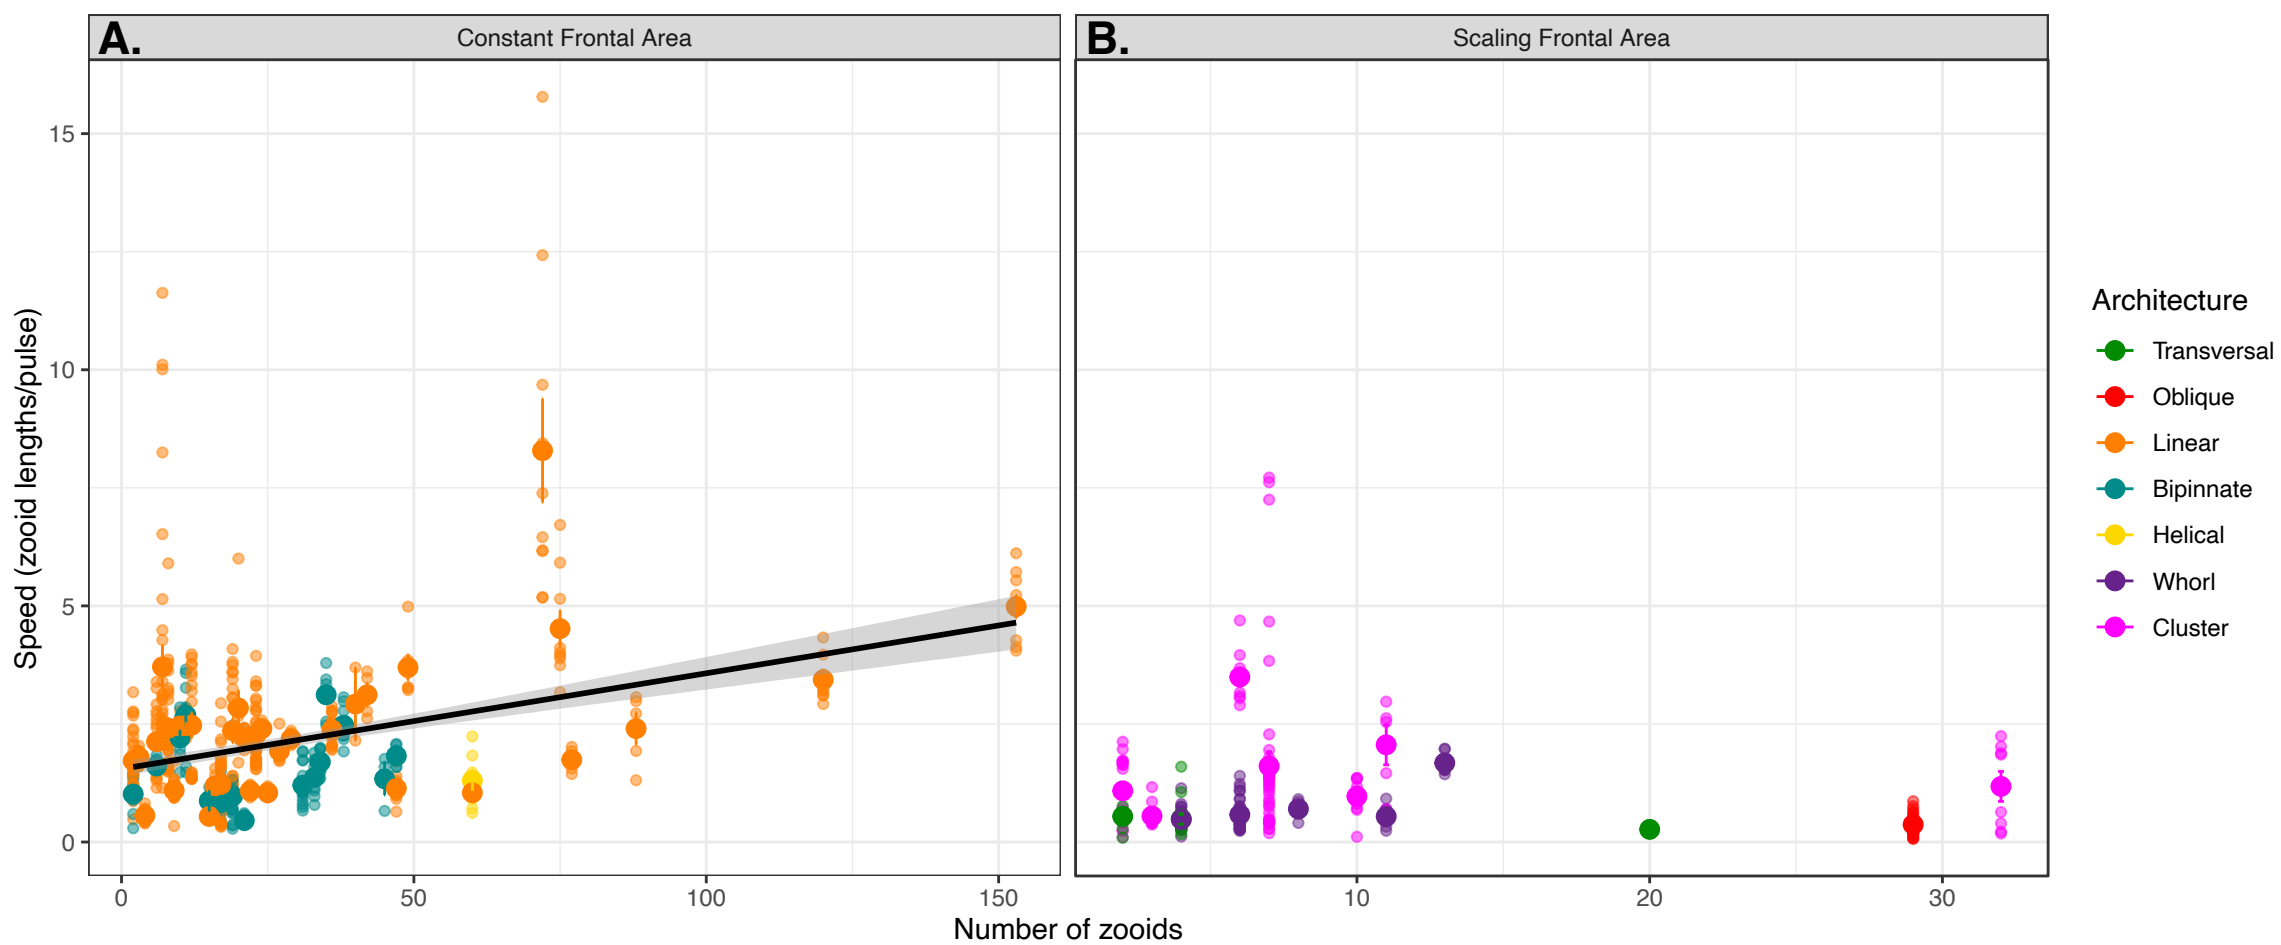 A. Constant Frontal Area
B. Scaling Frontal Area
Speed (zooid lengths/pulse)
15
10
5
0
0 50 100 150
10 20 30
Number of zooids
Architecture
Transversal
Oblique
Linear
Bipinnate
Helical
Whorl
Cluster